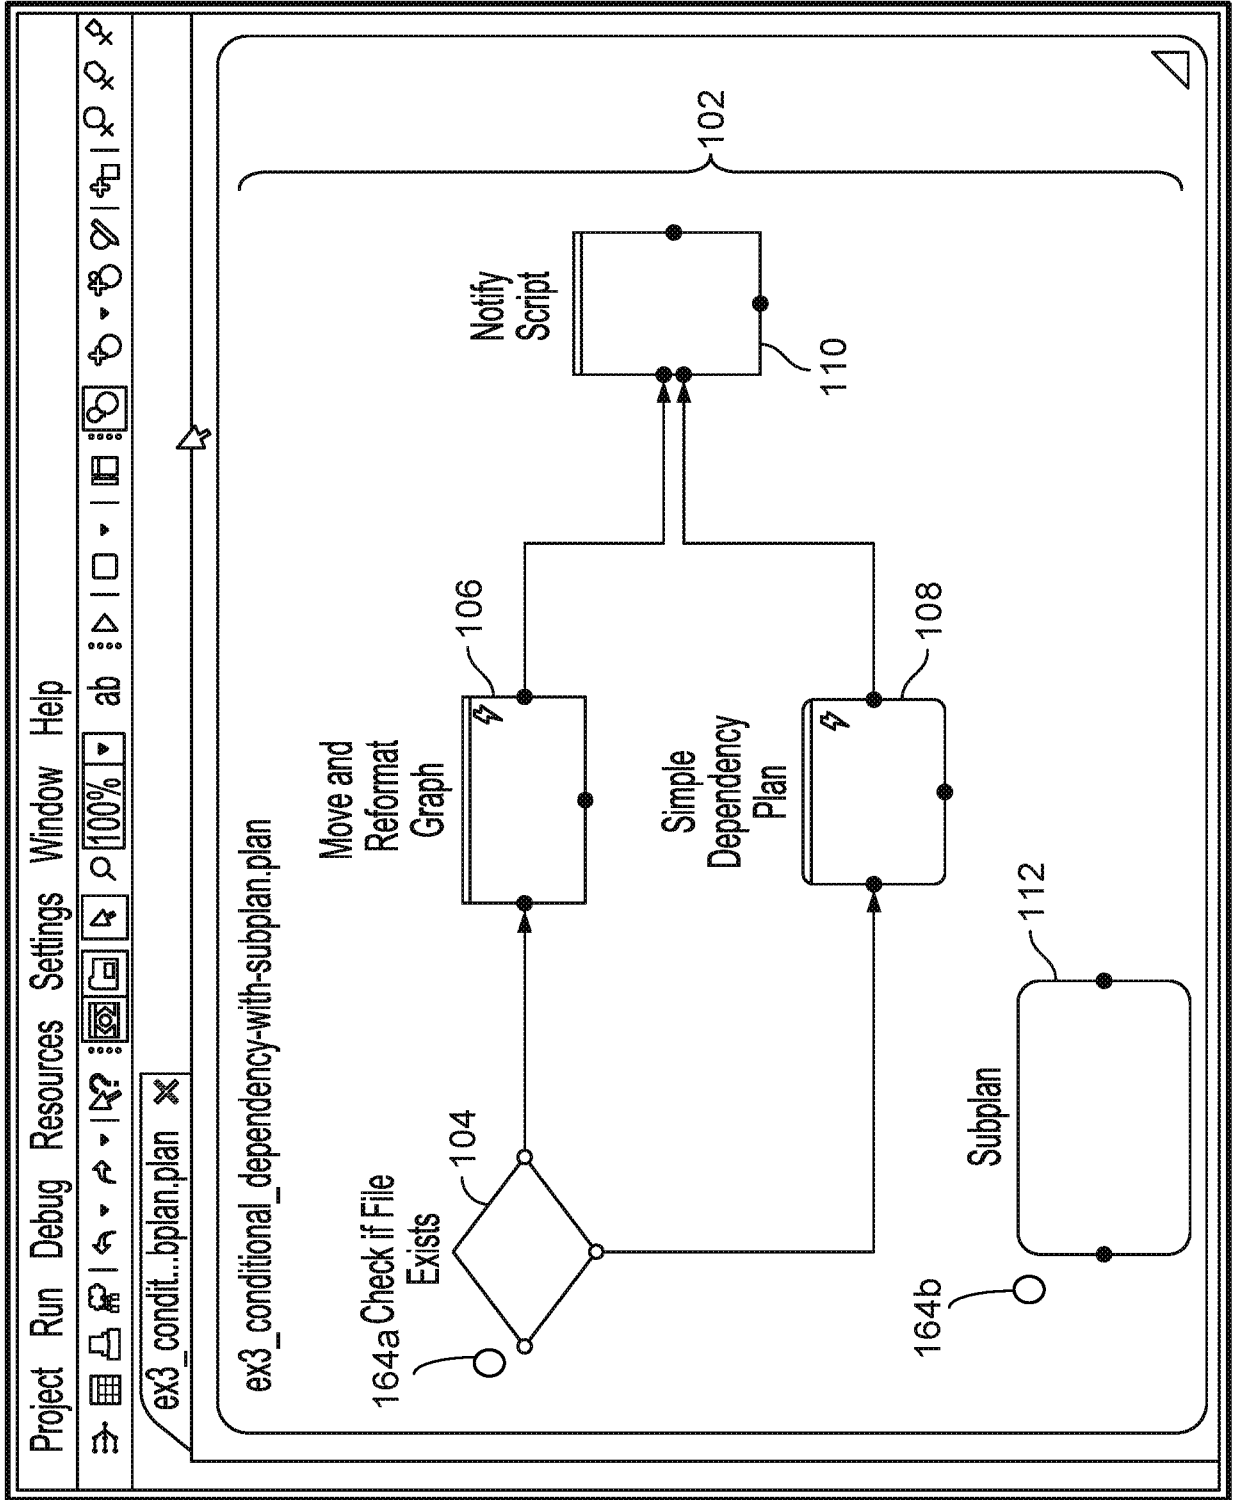 Project Run Debug Resources Settings Window Help
100%
ab
ex3_condit...bplan.plan
ex3_conditional_dependency-with-subplan.plan
164a
Check if File
Exists
104
Move and
Reformat
Graph
106
Simple
Dependency
Plan
108
Notify
Script
110
102
164b
Subplan
112